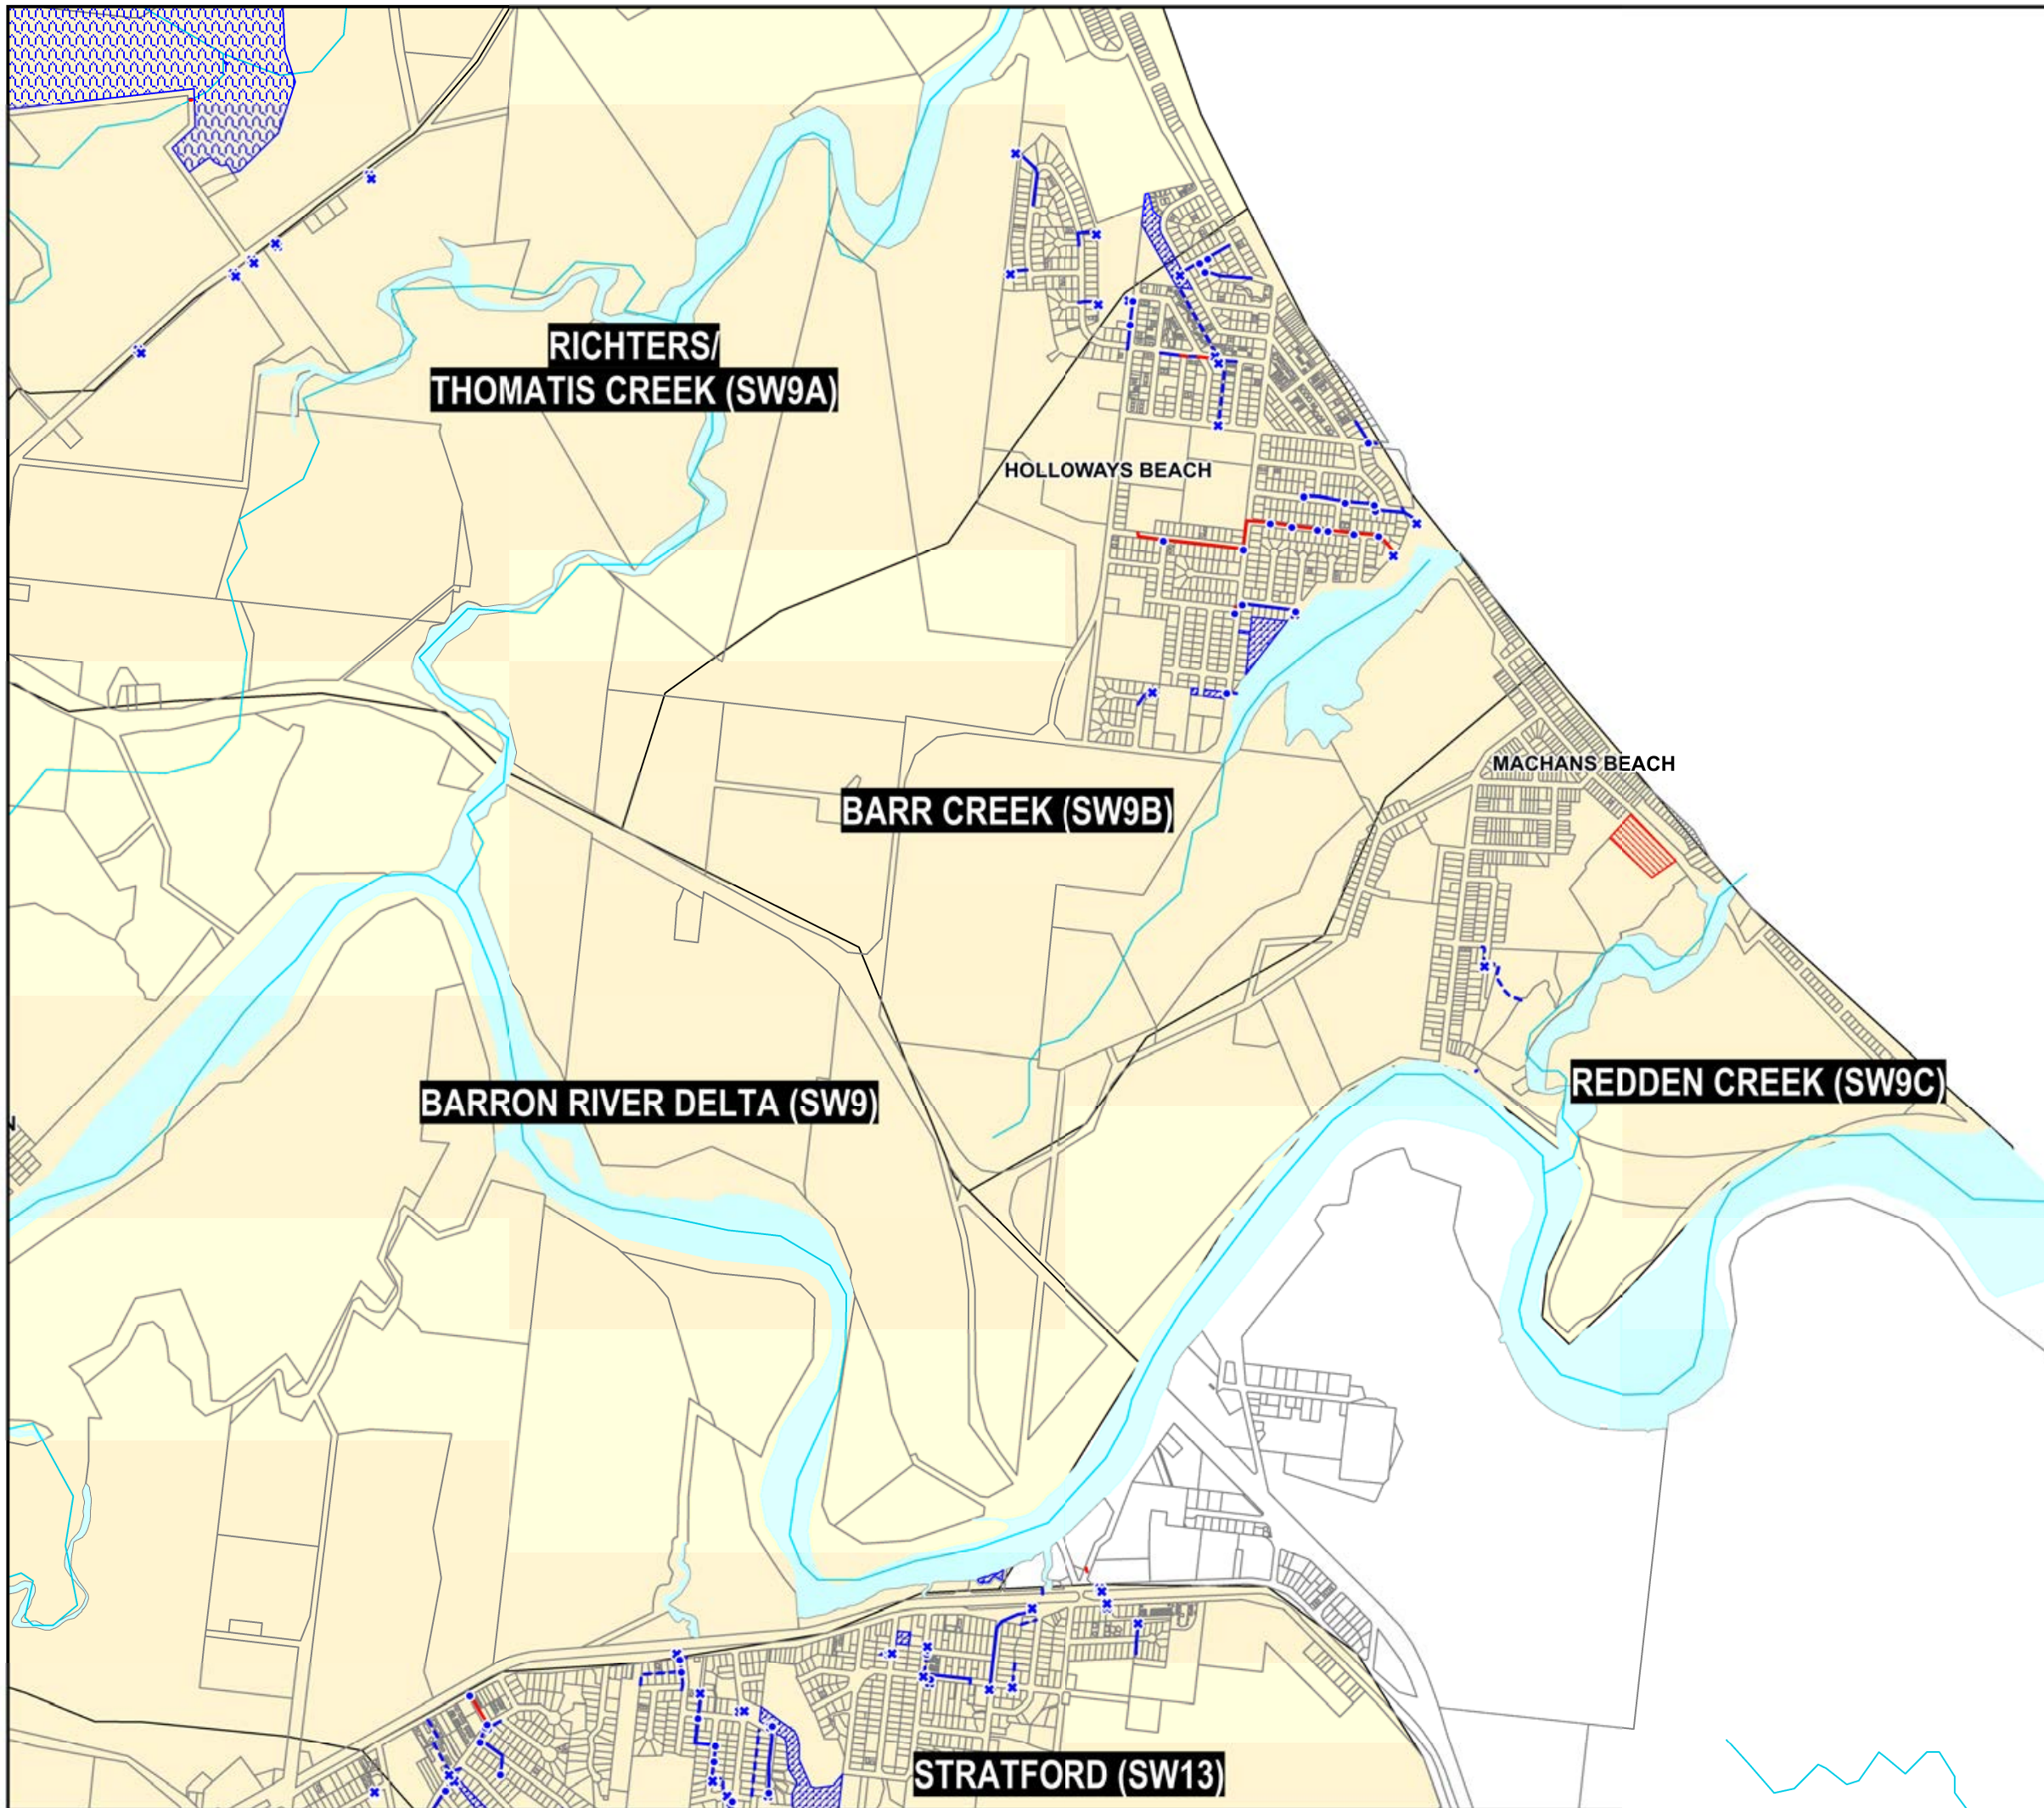 RICHTERS/
THOMATIS CREEK (SW9A)
HOLLOWAYS BEACH
MACHANS BEACH
BARR CREEK (SW9B)
REDDEN CREEK (SW9C)
BARRON RIVER DELTA (SW9)
STRATFORD (SW13)